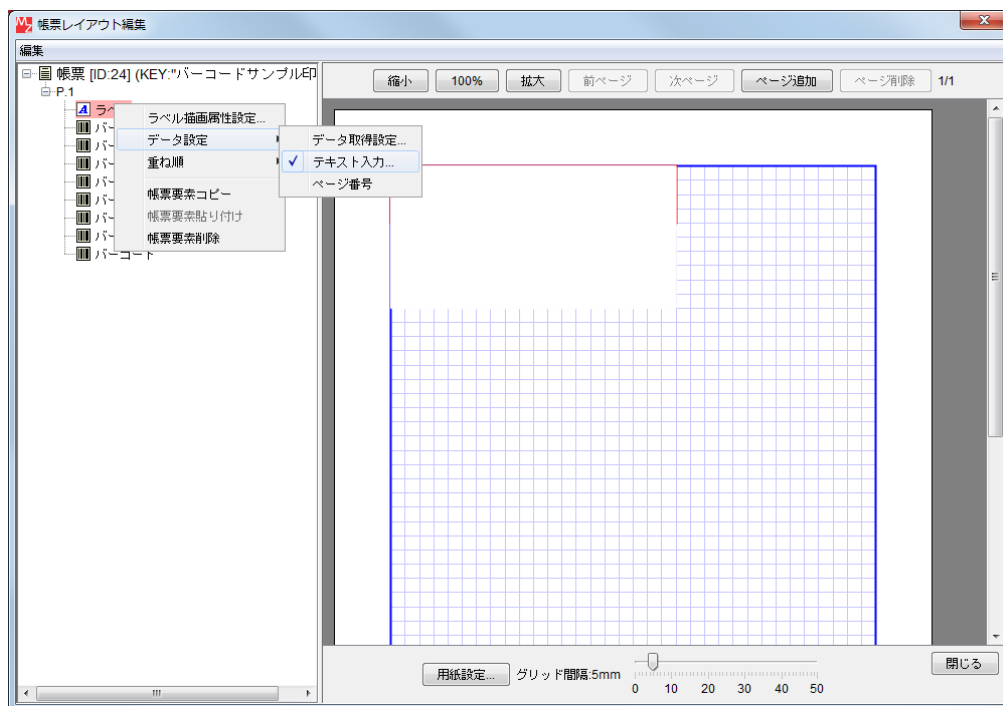 帳票レイアウト編集
編集
帳票 [ID:24] (KEY:"バーコードサンプル印
P.1
ラベ
バー
バー
バー
バー
バー
バー
バー
バーコード
ラベル描画属性設定...
データ設定
重ね順
帳票要素コピー
帳票要素貼り付け
帳票要素削除
データ取得設定...
✓ テキスト入力...
ページ番号
縮小 100% 拡大 前ページ 次ページ ページ追加 ページ削除 1/1
用紙設定... グリッド間隔:5mm
0 10 20 30 40 50
閉じる